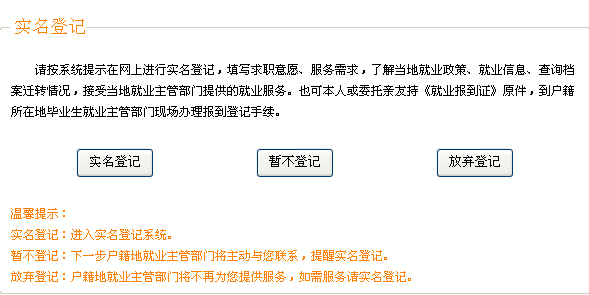 实名登记
请按系统提示在网上进行实名登记，填写求职意愿、服务需求，了解当地就业政策、就业信息、查询档
案迁转情况，接受当地就业主管部门提供的就业服务。也可本人或委托亲友持《就业报到证》原件，到户籍
所在地毕业生就业主管部门现场办理报到登记手续。
实名登记 暂不登记 放弃登记
温馨提示：
实名登记：进入实名登记系统。
暂不登记：下一步户籍地就业主管部门将主动与您联系，提醒实名登记。
放弃登记：户籍地就业主管部门将不再为您提供服务，如需服务请实名登记。